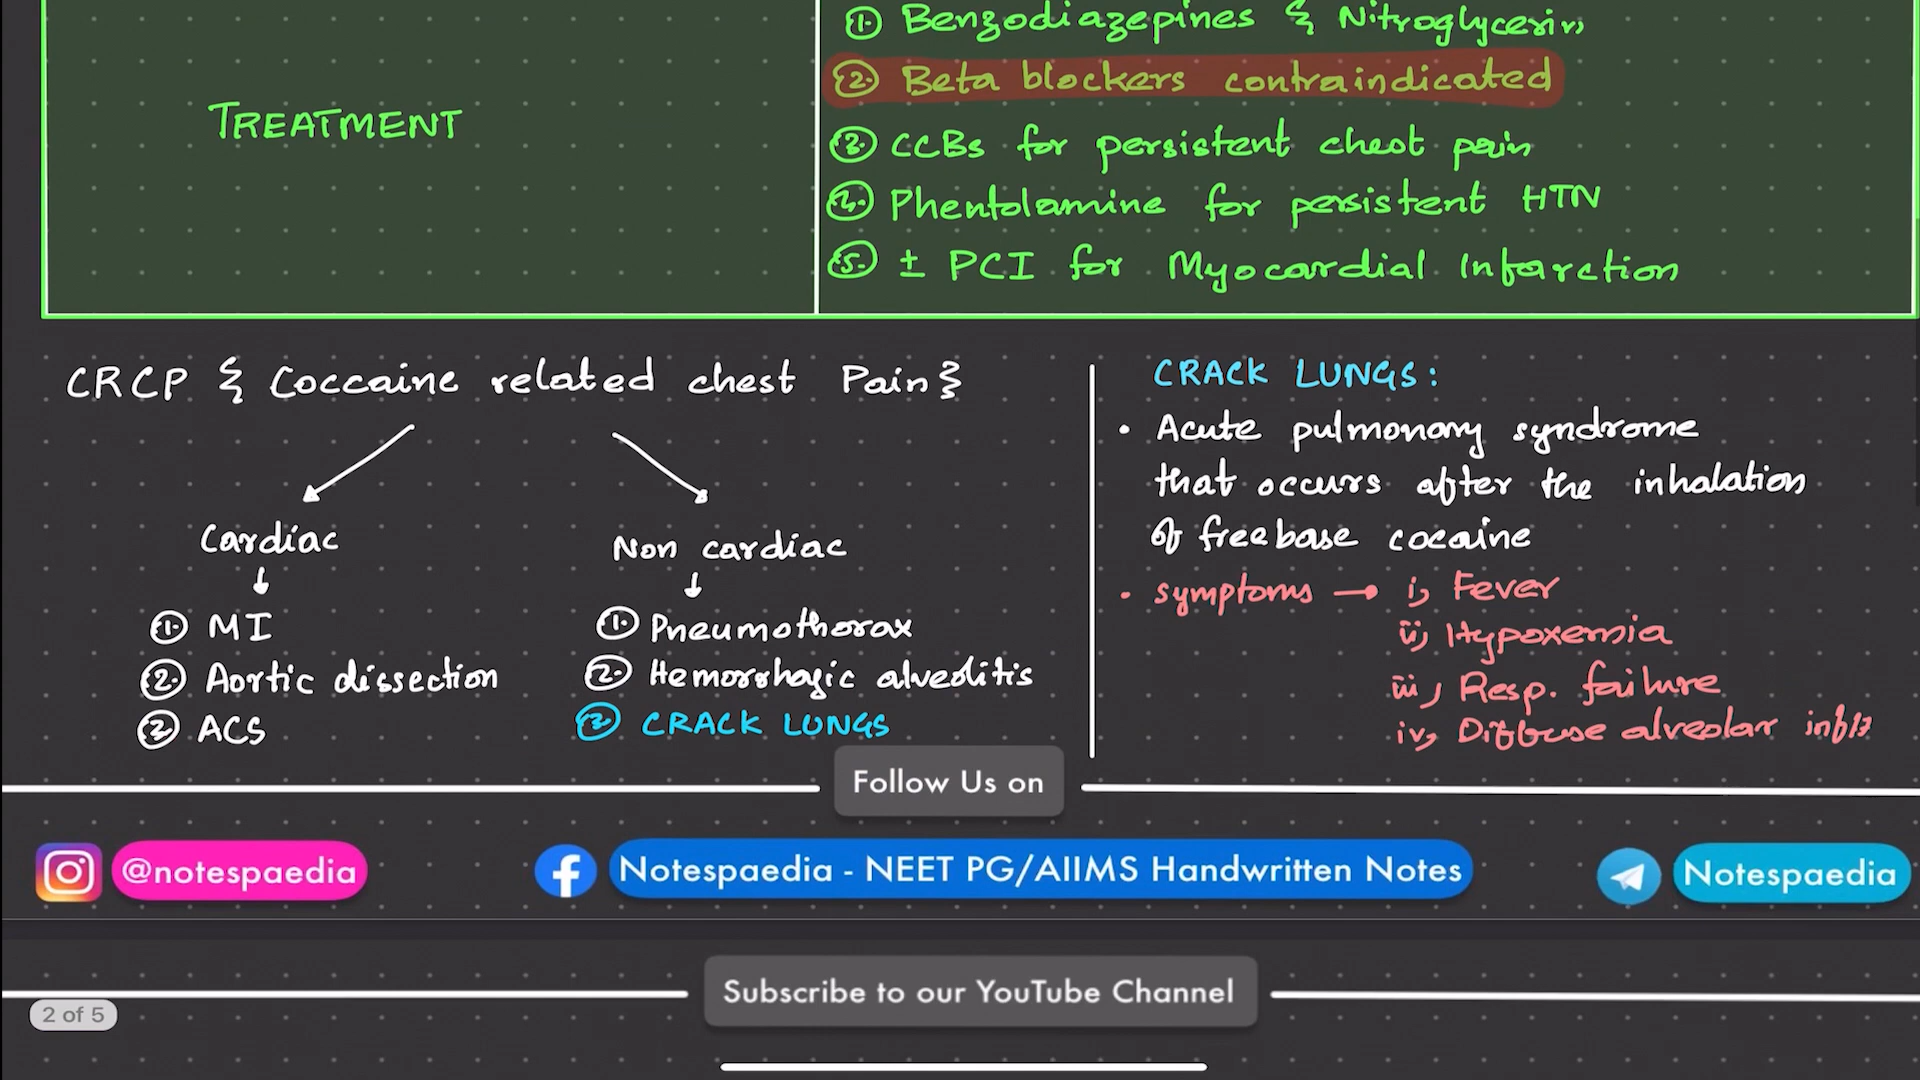 ① Benzodiazepines & Nitroglycerin
② Beta blockers contraindicated
TREATMENT
③ CCBs for persistent chest pain
④ Phentolamine for persistent HTN
⑤ ± PCI for Myocardial Infarction
CRCP { Coccaine related chest Pain }
Cardiac
① MI
② Aortic dissection
③ ACS
Non cardiac
① Pneumothorax
② Hemorrhagic alveolitis
③ CRACK LUNGS
CRACK LUNGS :
• Acute pulmonary syndrome
that occurs after the inhalation
of freebase cocaine
• symptoms → i, Fever
ii, Hypoxemia
iii, Resp. failure
iv, Diffuse alveolar
Follow Us on
@notespaedia
Notespaedia - NEET PG/AIIMS Handwritten Notes
Notespaedia
Subscribe to our YouTube Channel
2 of 5